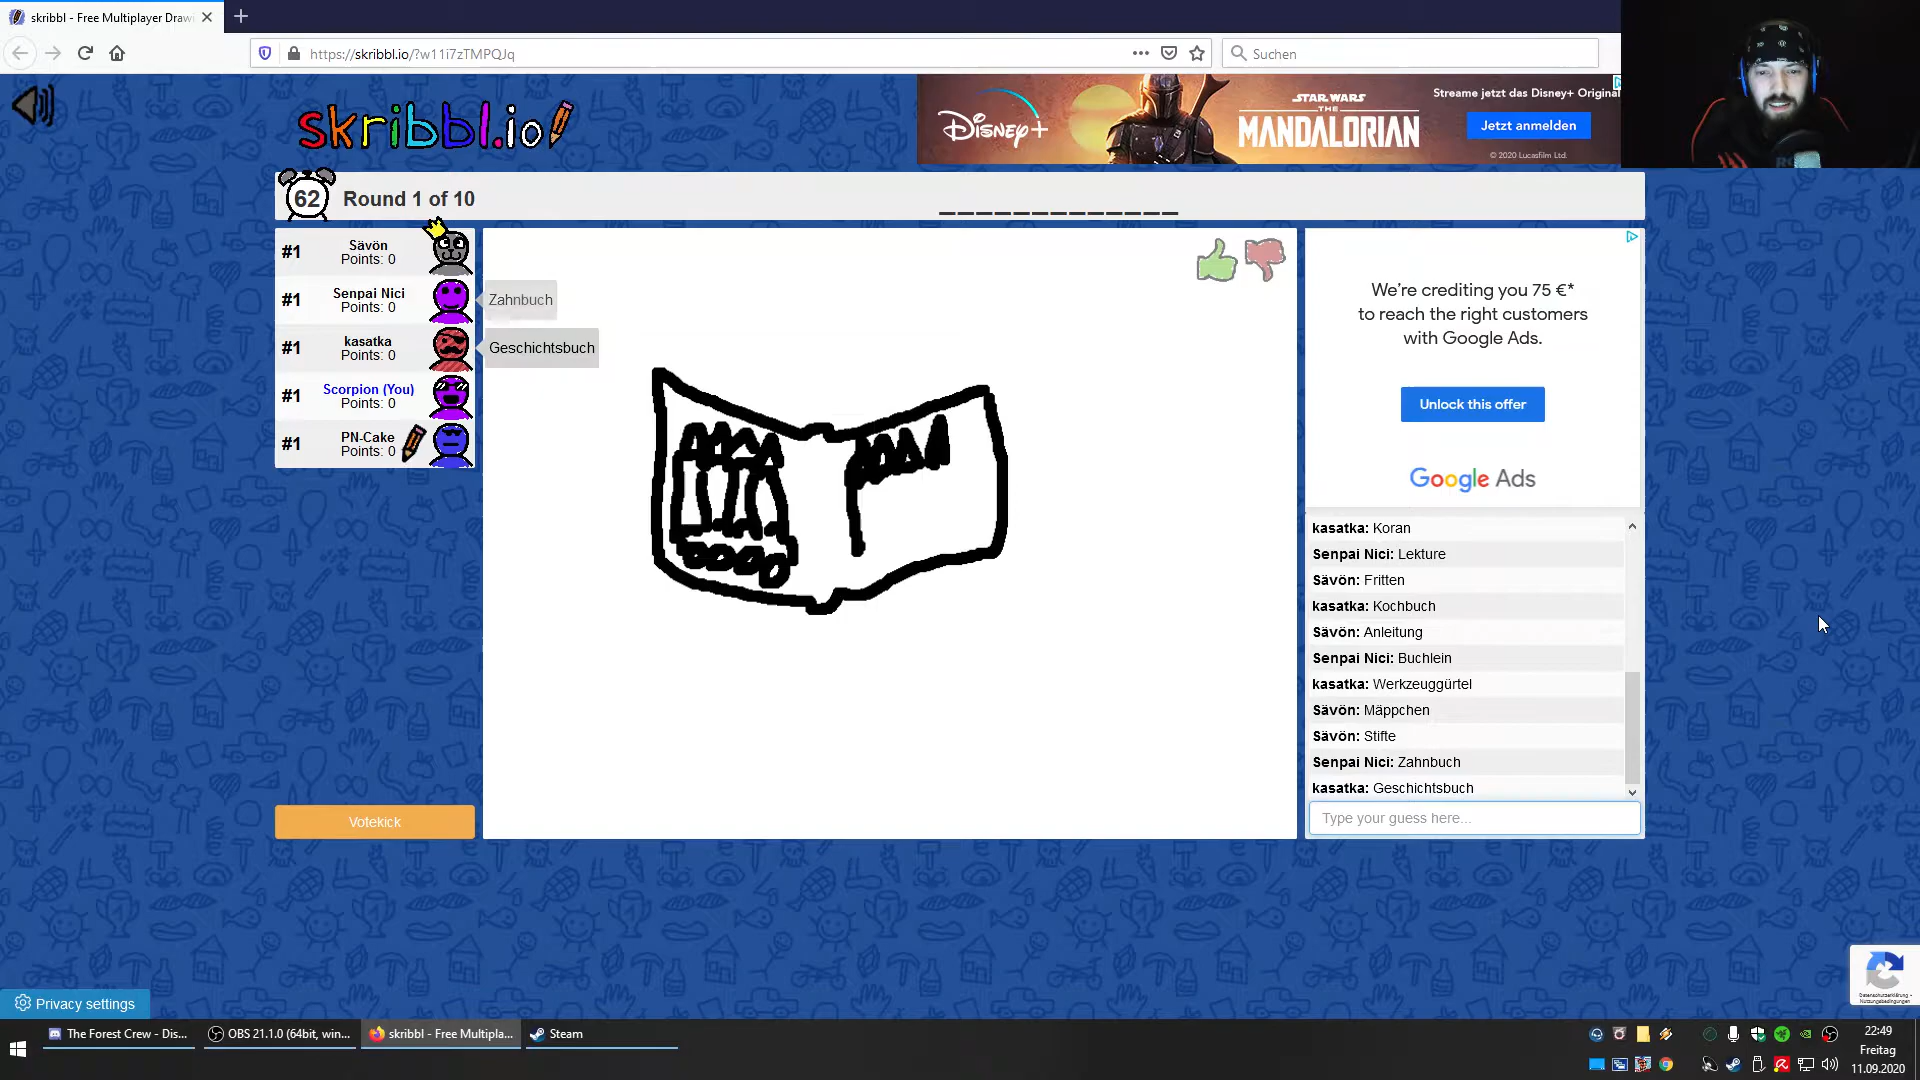 skribbl - Free Multiplayer Drawi
https://skribbl.io/?w11i7zTMPQJq
Suchen
skribbl.io
Disney+
STAR WARS
THE
MANDALORIAN
Streame jetzt das Disney+ Original
Jetzt anmelden
© 2020 Lucasfilm Ltd.
62
Round 1 of 10
_____________
#1
Sävön
Points: 0
#1
Senpai Nici
Points: 0
Zahnbuch
#1
kasatka
Points: 0
Geschichtsbuch
#1
Scorpion (You)
Points: 0
#1
PN-Cake
Points: 0
Votekick
We're crediting you 75 €*
to reach the right customers
with Google Ads.
Unlock this offer
Google Ads
kasatka: Koran
Senpai Nici: Lekture
Sävön: Fritten
kasatka: Kochbuch
Sävön: Anleitung
Senpai Nici: Buchlein
kasatka: Werkzeuggürtel
Sävön: Mäppchen
Sävön: Stifte
Senpai Nici: Zahnbuch
kasatka: Geschichtsbuch
Type your guess here...
Privacy settings
The Forest Crew - Dis...
OBS 21.1.0 (64bit, win...
skribbl - Free Multipla...
Steam
22:49
Freitag
11.09.2020